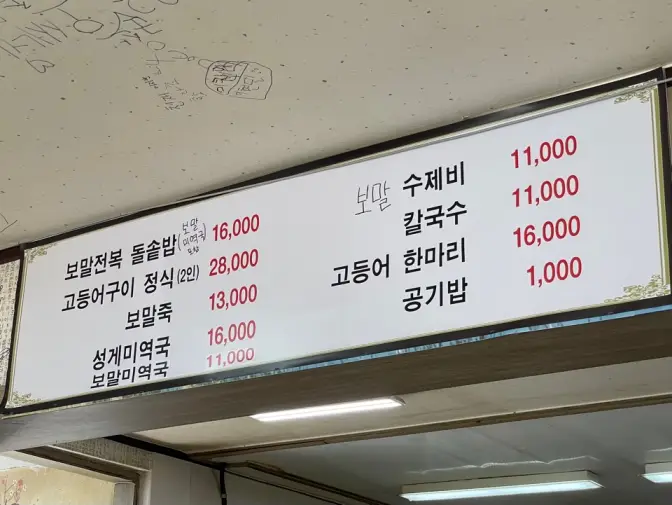 보말전복 돌솥밥(보말미역국포함) 16,000
고등어구이 정식(2인) 28,000
보말죽 13,000
성게미역국 16,000
보말미역국 11,000
보말 수제비 11,000
칼국수 11,000
고등어 한마리 16,000
공기밥 1,000